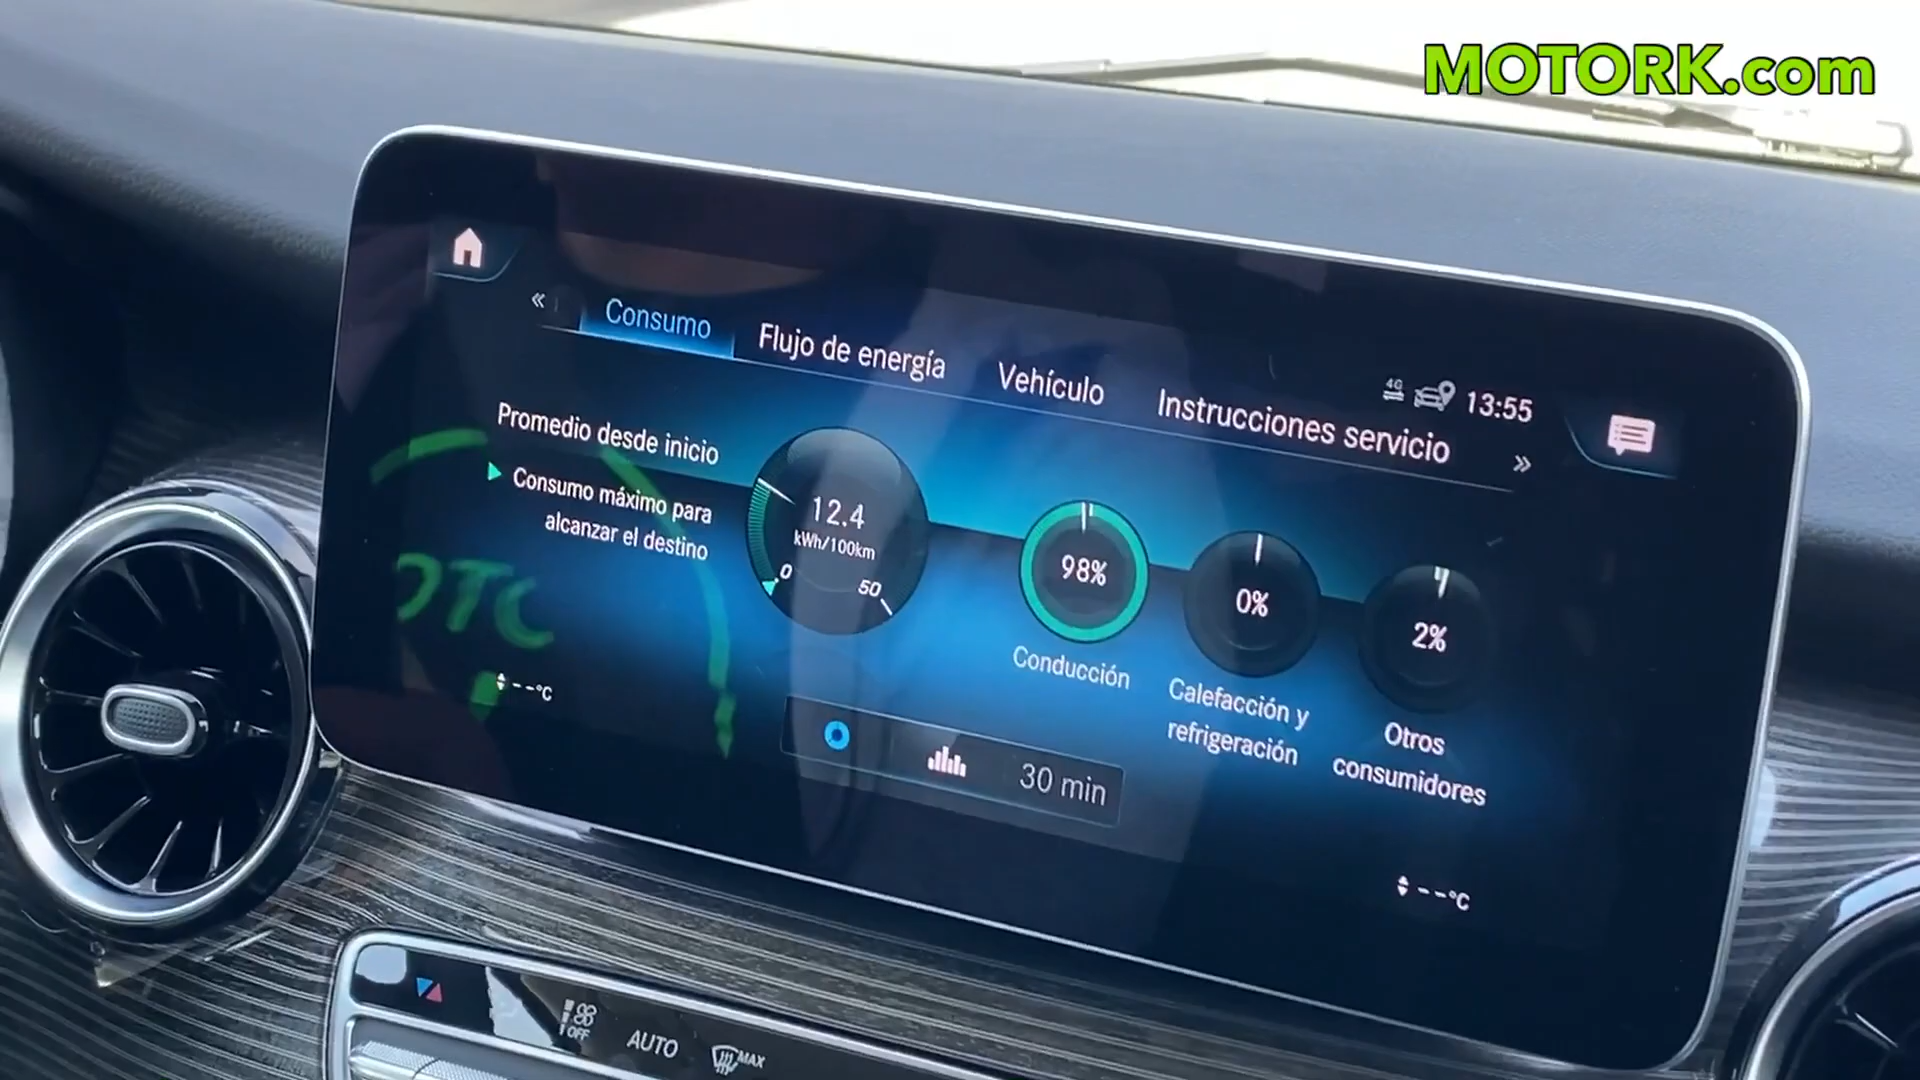 MOTORK.com
« Consumo Flujo de energía Vehículo Instrucciones servicio »
4G 13:55
Promedio desde inicio
Consumo máximo para
alcanzar el destino
12.4
kWh/100km
0 50
98%
Conducción
0%
Calefacción y
refrigeración
2%
Otros
consumidores
OTO
--°C
30 min
--°C
OFF
AUTO
MAX